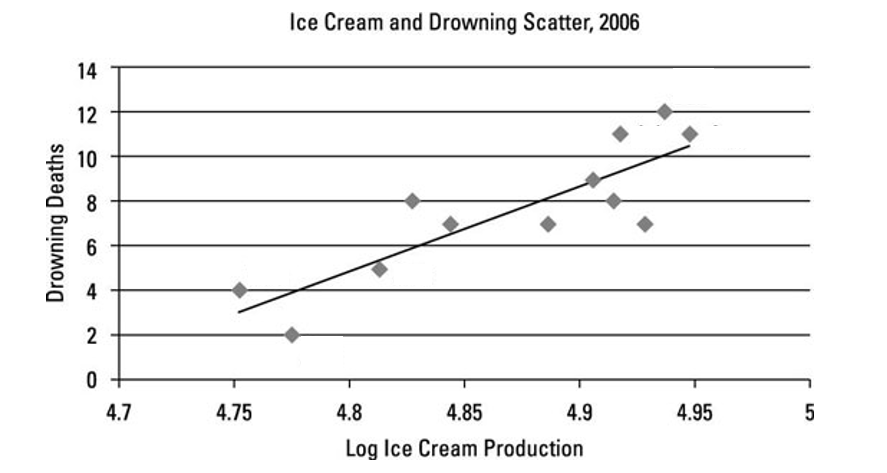 Ice Cream and Drowning Scatter, 2006
14
12
10
8
6
4
2
0
Drowning Deaths
4.7 4.75 4.8 4.85 4.9 4.95 5
Log Ice Cream Production